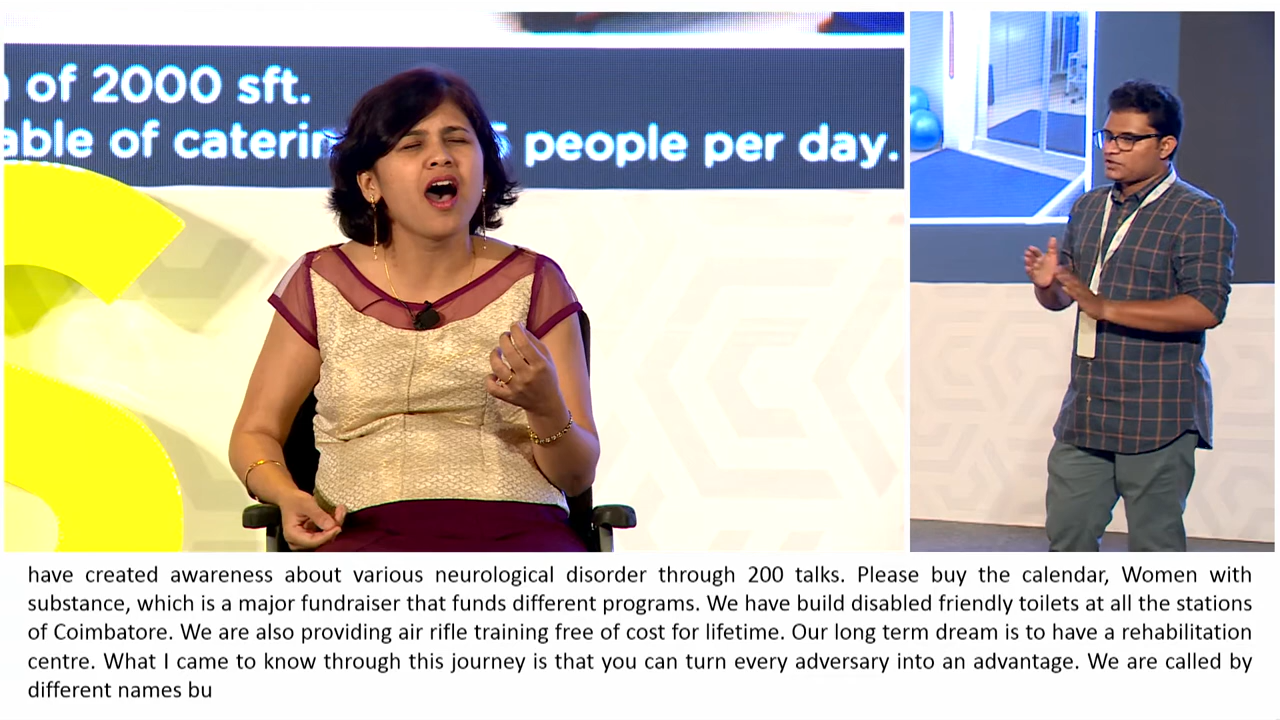 of 2000 sft.
able of caterin people per day.
have created awareness about various neurological disorder through 200 talks. Please buy the calendar, Women with
substance, which is a major fundraiser that funds different programs. We have build disabled friendly toilets at all the stations
of Coimbatore. We are also providing air rifle training free of cost for lifetime. Our long term dream is to have a rehabilitation
centre. What I came to know through this journey is that you can turn every adversary into an advantage. We are called by
different names bu